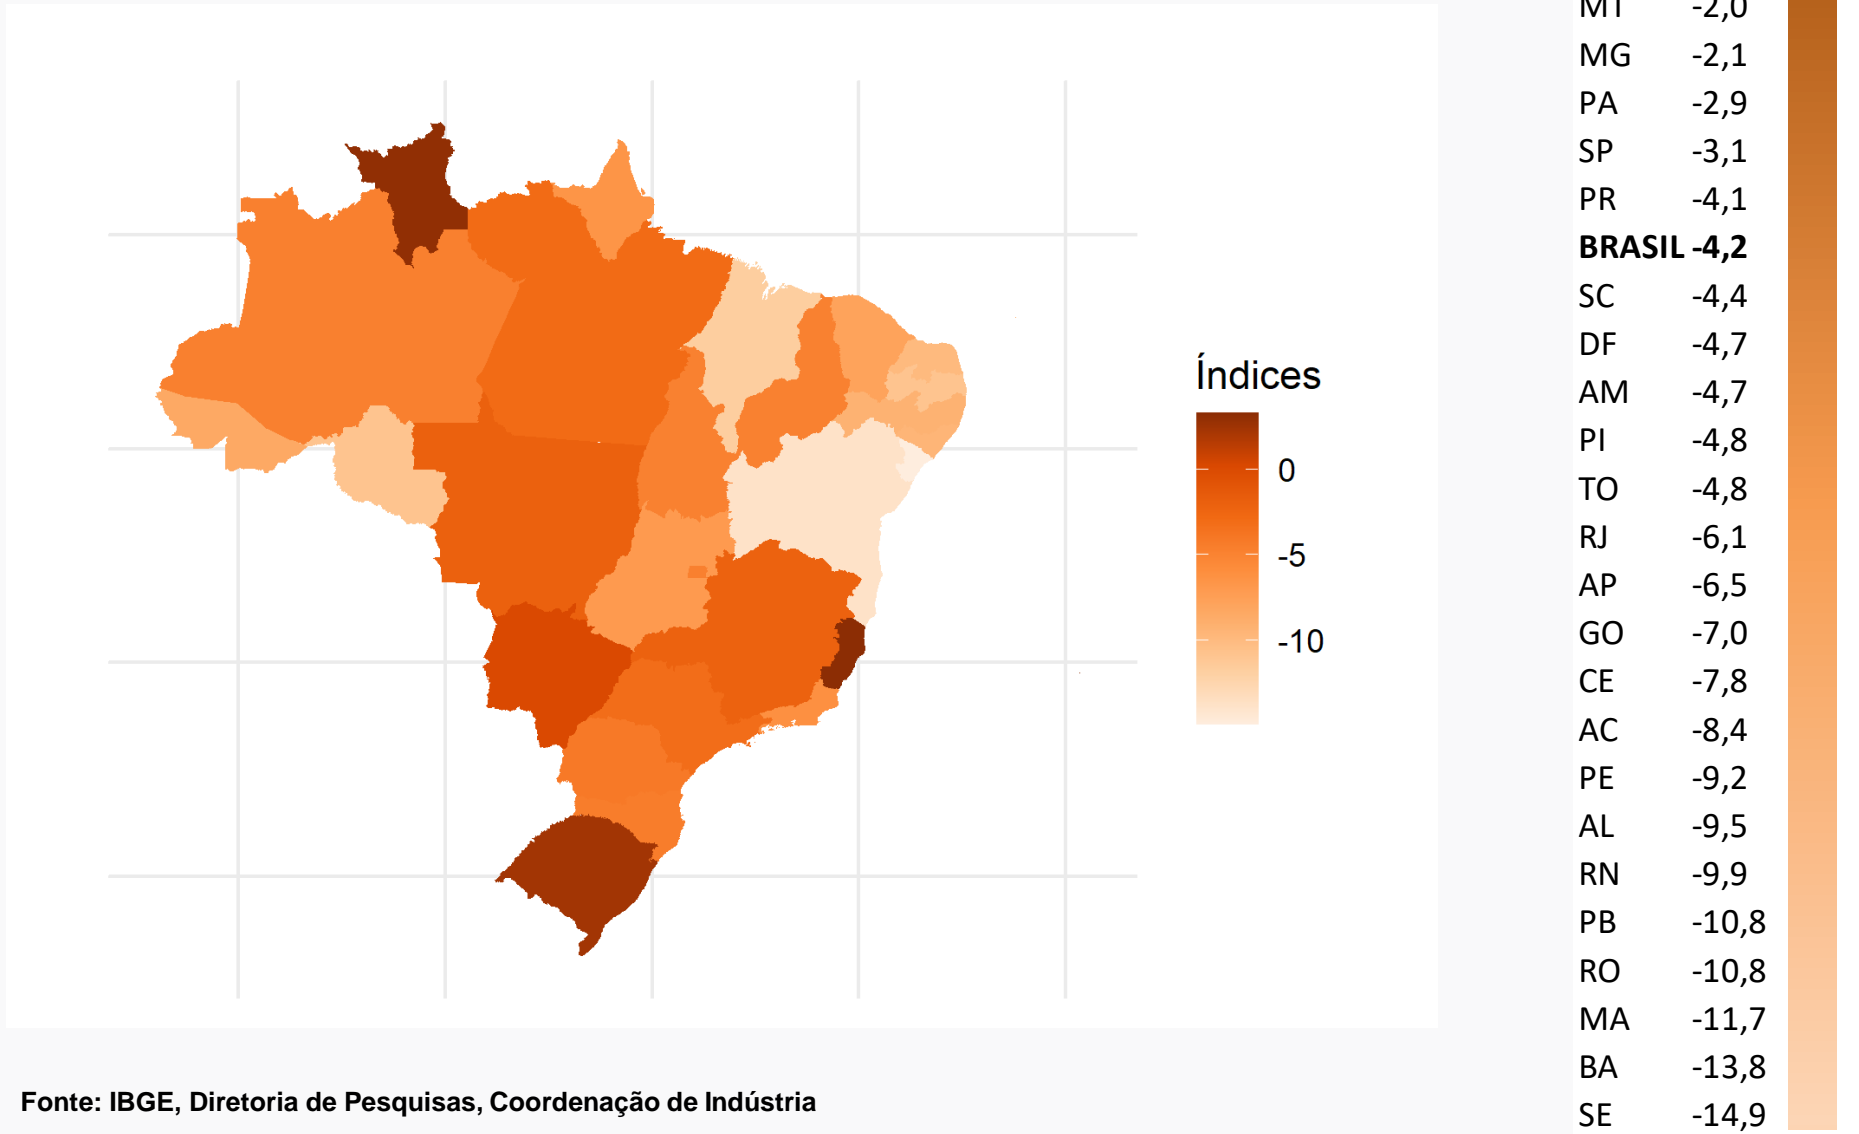 Índices
0
-5
-10
MT -2,0
MG -2,1
PA -2,9
SP -3,1
PR -4,1
BRASIL -4,2
SC -4,4
DF -4,7
AM -4,7
PI -4,8
TO -4,8
RJ -6,1
AP -6,5
GO -7,0
CE -7,8
AC -8,4
PE -9,2
AL -9,5
RN -9,9
PB -10,8
RO -10,8
MA -11,7
BA -13,8
SE -14,9
Fonte: IBGE, Diretoria de Pesquisas, Coordenação de Indústria